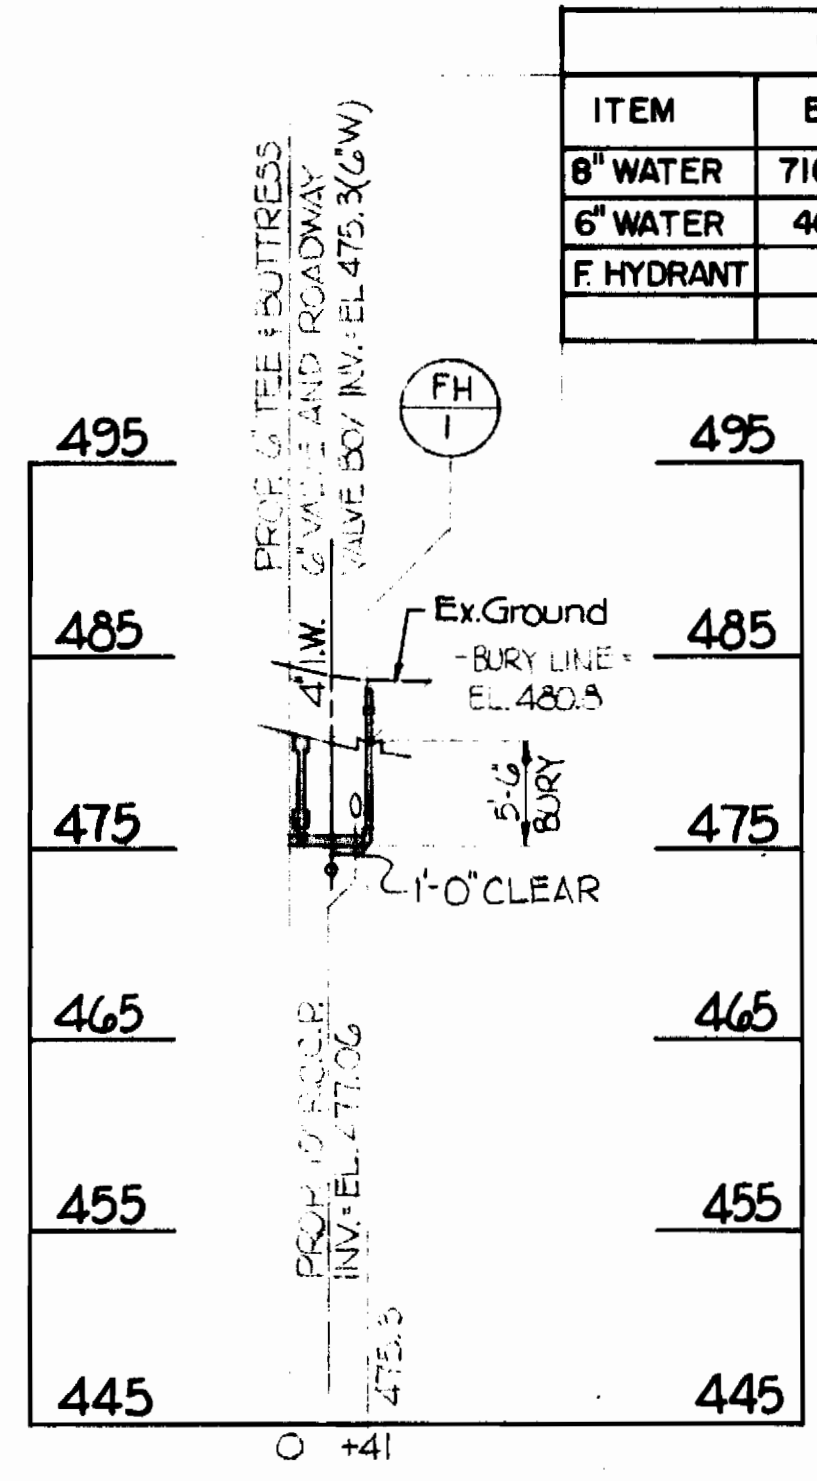 ITEM
8" WATER
6" WATER
F. HYDRANT
PROP. 6" TEE & BUTTRESS
6" VALVE AND ROADWAY
VALVE BOX INV. = EL 475.3 (6"W)
FH
1
495
495
Ex.Ground
485
4" I.W.
485
-BURY LINE =
EL. 480.8
5'-6"
BURY
475
475
1'-0" CLEAR
465
465
PROP. R.C.C.P.
INV. = EL. 477.06
455
455
475.3
445
445
0 +41